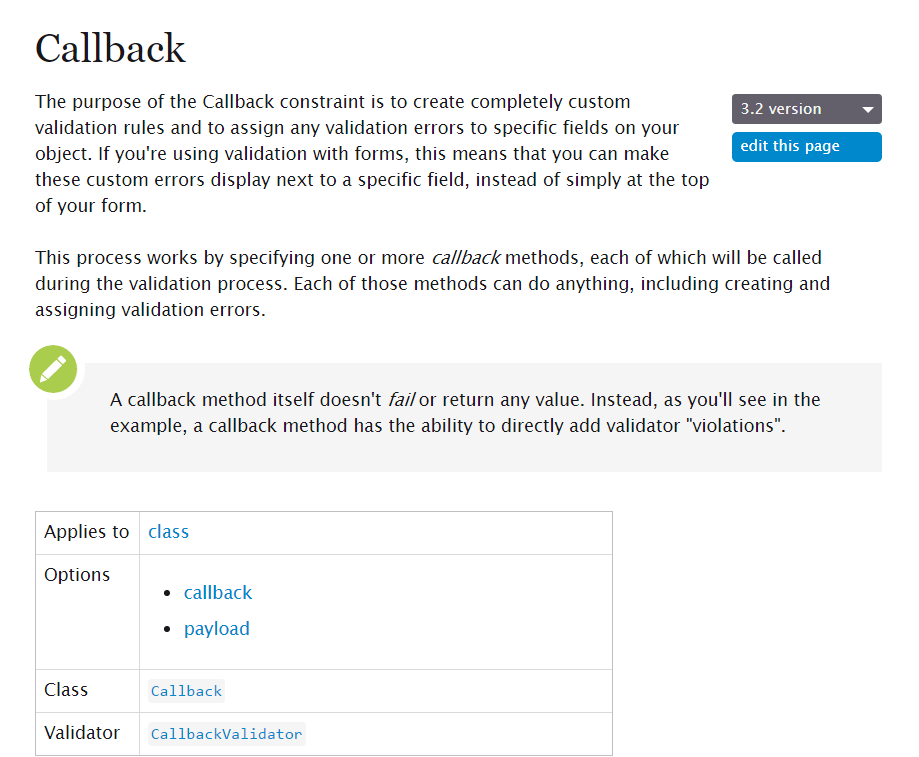 Callback
The purpose of the Callback constraint is to create completely custom
validation rules and to assign any validation errors to specific fields on your
object. If you're using validation with forms, this means that you can make
these custom errors display next to a specific field, instead of simply at the top
of your form.
3.2 version
edit this page
This process works by specifying one or more callback methods, each of which will be called
during the validation process. Each of those methods can do anything, including creating and
assigning validation errors.
A callback method itself doesn't fail or return any value. Instead, as you'll see in the
example, a callback method has the ability to directly add validator "violations".
Applies to class
Options
callback
payload
Class Callback
Validator CallbackValidator